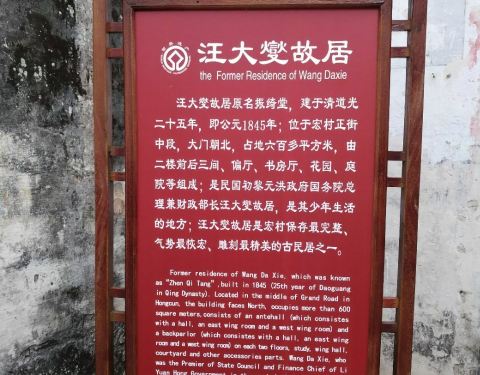 汪大燮故居
the Former Residence of Wang Daxie
汪大燮故居原名振绮堂，建于清道光
二十五年，即公元1845年；位于宏村正街
中段，大门朝北，占地六百多平方米，由
二楼前后三间、偏厅、书房厅、花园、庭
院等组成；是民国初黎元洪政府国务院总
理兼财政部长汪大燮故居，是其少年生活
的地方；汪大燮故居是宏村保存最完整、
气势最恢宏、雕刻最精美的古民居之一。
Former residence of Wang Da Xie, which was known
as "Zhen Qi Tang",built in 1845 (25th year of Daoguang
in Qing Dynasty). Located in the middle of Grand Road in
Hongcun, the building faces North, occupies more than 600
square meters,consists of an antehall (which consistes
with a hall, an east wing room and a west wing room) and
a backparlor (which consistes with a hall, an east wing
room and a west wing room) on each two floors, study, wing hall,
courtyard and other accessories parts. Wang Da Xie, who
was the Premier of State Council and Finance Chief of Li